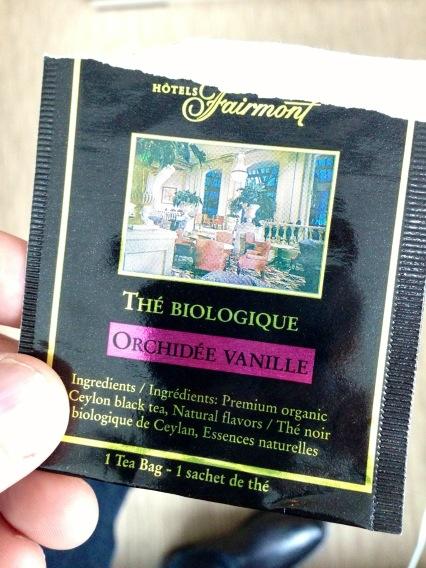 HÔTELS
Fairmont
THÉ BIOLOGIQUE
ORCHIDÉE VANILLE
Ingredients / Ingrédients: Premium organic
Ceylon black tea, Natural flavors / Thé noir
biologique de Ceylan, Essences naturelles
1 Tea Bag - 1 sachet de thé